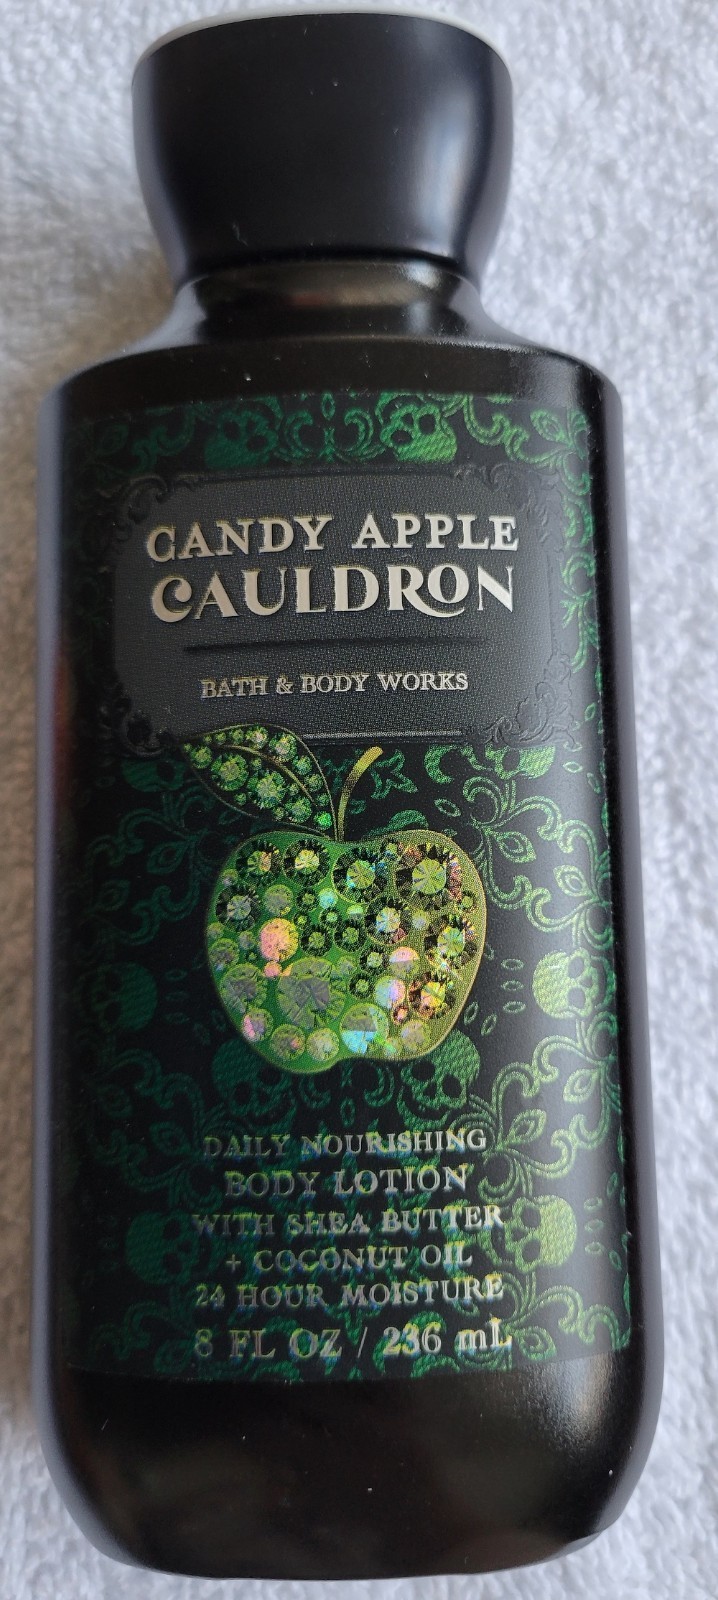 CANDY APPLE
CAULDRON
BATH & BODY WORKS
DAILY NOURISHING
BODY LOTION
WITH SHEA BUTTER
+ COCONUT OIL
24 HOUR MOISTURE
8 FL OZ / 236 mL